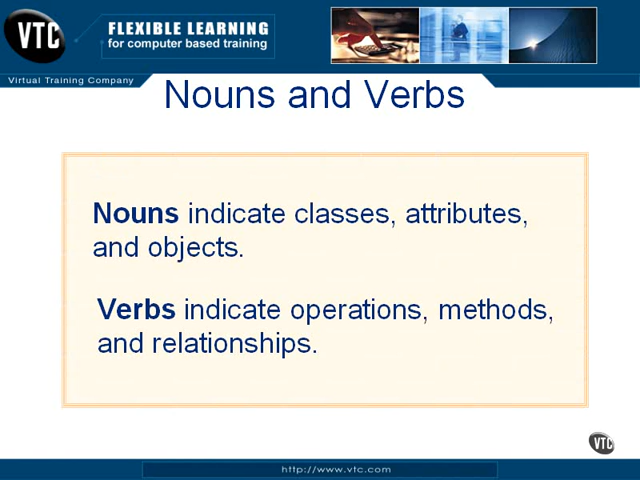 VTC
FLEXIBLE LEARNING
for computer based training
Virtual Training Company
Nouns and Verbs
Nouns indicate classes, attributes,
and objects.
Verbs indicate operations, methods,
and relationships.
VTC
http://www.vtc.com